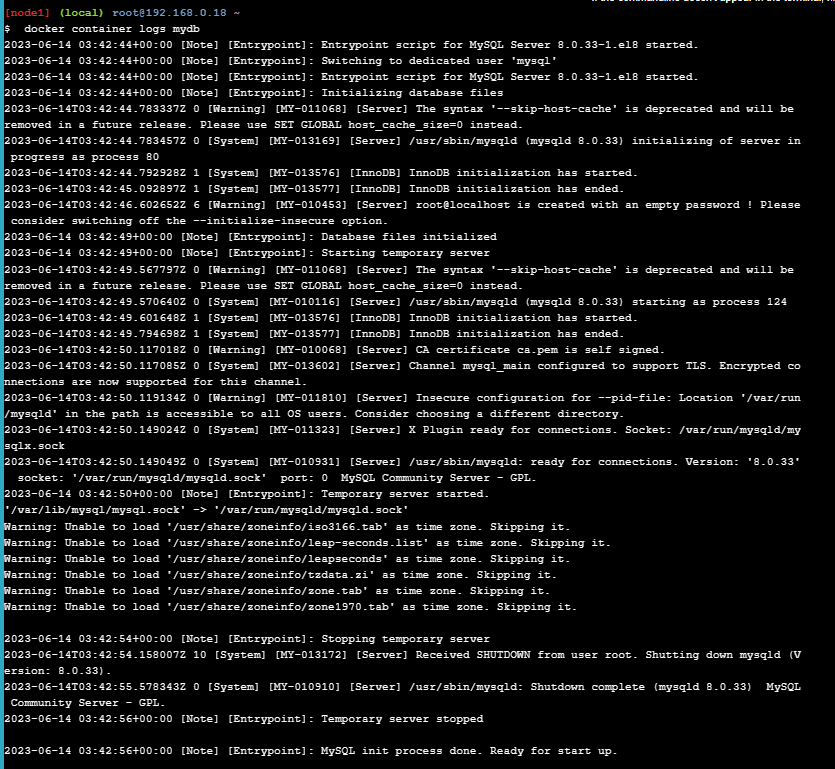 [node1] (local) root@192.168.0.18 ~
$  docker container logs mydb
2023-06-14 03:42:44+00:00 [Note] [Entrypoint]: Entrypoint script for MySQL Server 8.0.33-1.el8 started.
2023-06-14 03:42:44+00:00 [Note] [Entrypoint]: Switching to dedicated user 'mysql'
2023-06-14 03:42:44+00:00 [Note] [Entrypoint]: Entrypoint script for MySQL Server 8.0.33-1.el8 started.
2023-06-14 03:42:44+00:00 [Note] [Entrypoint]: Initializing database files
2023-06-14T03:42:44.783337Z 0 [Warning] [MY-011068] [Server] The syntax '--skip-host-cache' is deprecated and will be
removed in a future release. Please use SET GLOBAL host_cache_size=0 instead.
2023-06-14T03:42:44.783457Z 0 [System] [MY-013169] [Server] /usr/sbin/mysqld (mysqld 8.0.33) initializing of server in
 progress as process 80
2023-06-14T03:42:44.792928Z 1 [System] [MY-013576] [InnoDB] InnoDB initialization has started.
2023-06-14T03:42:45.092897Z 1 [System] [MY-013577] [InnoDB] InnoDB initialization has ended.
2023-06-14T03:42:46.602652Z 6 [Warning] [MY-010453] [Server] root@localhost is created with an empty password ! Please
 consider switching off the --initialize-insecure option.
2023-06-14 03:42:49+00:00 [Note] [Entrypoint]: Database files initialized
2023-06-14 03:42:49+00:00 [Note] [Entrypoint]: Starting temporary server
2023-06-14T03:42:49.567797Z 0 [Warning] [MY-011068] [Server] The syntax '--skip-host-cache' is deprecated and will be
removed in a future release. Please use SET GLOBAL host_cache_size=0 instead.
2023-06-14T03:42:49.570640Z 0 [System] [MY-010116] [Server] /usr/sbin/mysqld (mysqld 8.0.33) starting as process 124
2023-06-14T03:42:49.601648Z 1 [System] [MY-013576] [InnoDB] InnoDB initialization has started.
2023-06-14T03:42:49.794698Z 1 [System] [MY-013577] [InnoDB] InnoDB initialization has ended.
2023-06-14T03:42:50.117018Z 0 [Warning] [MY-010068] [Server] CA certificate ca.pem is self signed.
2023-06-14T03:42:50.117085Z 0 [System] [MY-013602] [Server] Channel mysql_main configured to support TLS. Encrypted co
nnections are now supported for this channel.
2023-06-14T03:42:50.119134Z 0 [Warning] [MY-011810] [Server] Insecure configuration for --pid-file: Location '/var/run
/mysqld' in the path is accessible to all OS users. Consider choosing a different directory.
2023-06-14T03:42:50.149024Z 0 [System] [MY-011323] [Server] X Plugin ready for connections. Socket: /var/run/mysqld/my
sqlx.sock
2023-06-14T03:42:50.149049Z 0 [System] [MY-010931] [Server] /usr/sbin/mysqld: ready for connections. Version: '8.0.33'
  socket: '/var/run/mysqld/mysqld.sock'  port: 0  MySQL Community Server - GPL.
2023-06-14 03:42:50+00:00 [Note] [Entrypoint]: Temporary server started.
'/var/lib/mysql/mysql.sock' -> '/var/run/mysqld/mysqld.sock'
Warning: Unable to load '/usr/share/zoneinfo/iso3166.tab' as time zone. Skipping it.
Warning: Unable to load '/usr/share/zoneinfo/leap-seconds.list' as time zone. Skipping it.
Warning: Unable to load '/usr/share/zoneinfo/leapseconds' as time zone. Skipping it.
Warning: Unable to load '/usr/share/zoneinfo/tzdata.zi' as time zone. Skipping it.
Warning: Unable to load '/usr/share/zoneinfo/zone.tab' as time zone. Skipping it.
Warning: Unable to load '/usr/share/zoneinfo/zone1970.tab' as time zone. Skipping it.

2023-06-14 03:42:54+00:00 [Note] [Entrypoint]: Stopping temporary server
2023-06-14T03:42:54.158007Z 10 [System] [MY-013172] [Server] Received SHUTDOWN from user root. Shutting down mysqld (V
ersion: 8.0.33).
2023-06-14T03:42:55.578343Z 0 [System] [MY-010910] [Server] /usr/sbin/mysqld: Shutdown complete (mysqld 8.0.33)  MySQL
 Community Server - GPL.
2023-06-14 03:42:56+00:00 [Note] [Entrypoint]: Temporary server stopped

2023-06-14 03:42:56+00:00 [Note] [Entrypoint]: MySQL init process done. Ready for start up.